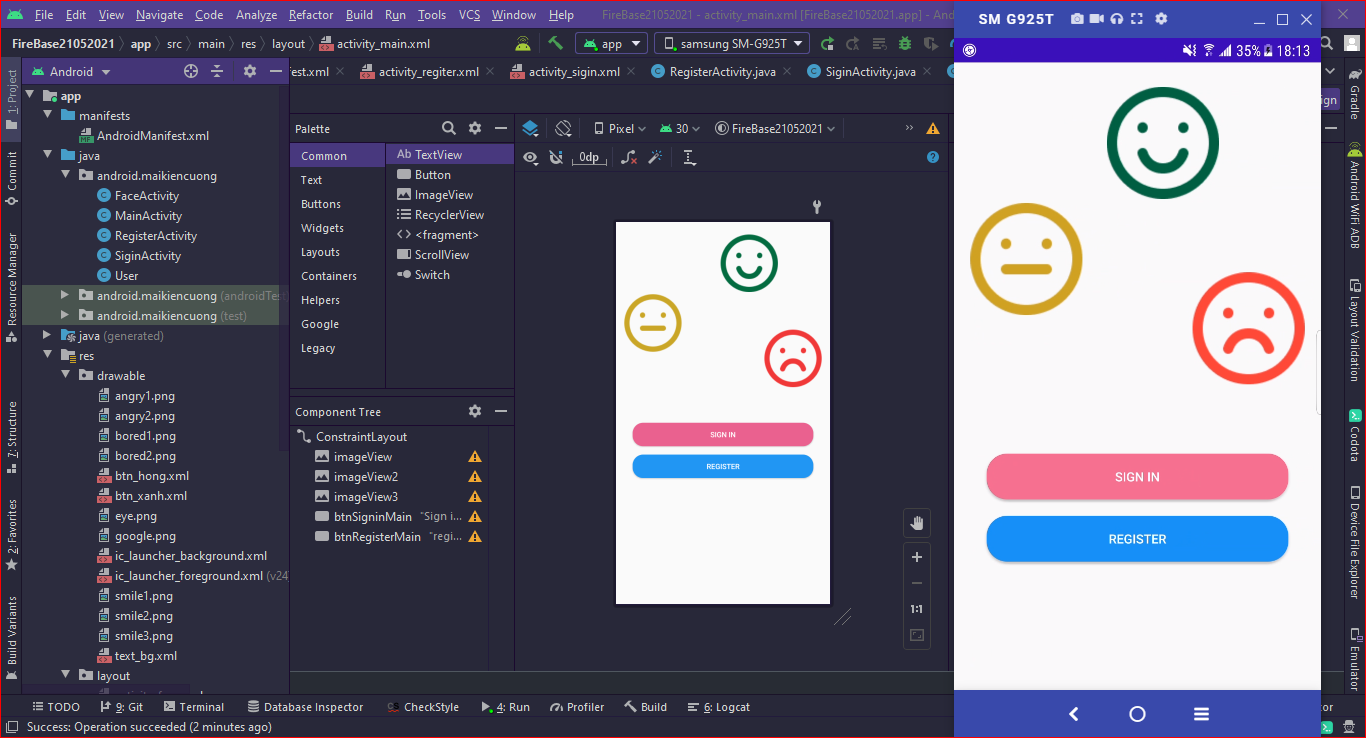 File Edit View Navigate Code Analyze Refactor Build Run Tools VCS Window Help FireBase21052021 - activity_main.xml [FireBase21052021.app] - And
SM G925T
FireBase21052021 app src main res layout activity_main.xml
app
samsung SM-G925T
35% 18:13
Android
est.xml
activity_regiter.xml
activity_sigin.xml
RegisterActivity.java
SiginActivity.java
ign
app
manifests
AndroidManifest.xml
java
android.maikiencuong
FaceActivity
MainActivity
RegisterActivity
SiginActivity
User
android.maikiencuong (androidTest)
android.maikiencuong (test)
java (generated)
res
drawable
angry1.png
angry2.png
bored1.png
bored2.png
btn_hong.xml
btn_xanh.xml
eye.png
google.png
ic_launcher_background.xml
ic_launcher_foreground.xml (v24)
smile1.png
smile2.png
smile3.png
text_bg.xml
layout
1: Project
Commit
Resource Manager
7: Structure
2: Favorites
Build Variants
Palette
Common
Text
Buttons
Widgets
Layouts
Containers
Helpers
Google
Legacy
Ab TextView
Button
ImageView
RecyclerView
<> <fragment>
ScrollView
Switch
Pixel
30
FireBase21052021
0dp
Component Tree
ConstraintLayout
imageView
imageView2
imageView3
btnSigninMain "Sign i...
btnRegisterMain "regi...
SIGN IN
REGISTER
1:1
SIGN IN
REGISTER
Gradle
Android WiFi ADB
Layout Validation
Codota
Device File Explorer
Emulator
TODO
9: Git
Terminal
Database Inspector
CheckStyle
4: Run
Profiler
Build
6: Logcat
tor
Success: Operation succeeded (2 minutes ago)